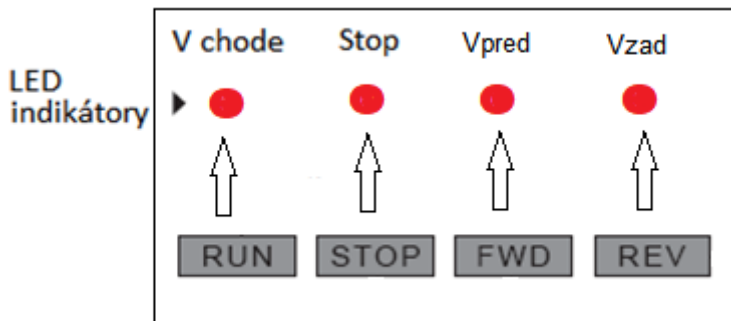 V chode Stop Vpred Vzad
LED
indikátory
RUN STOP FWD REV